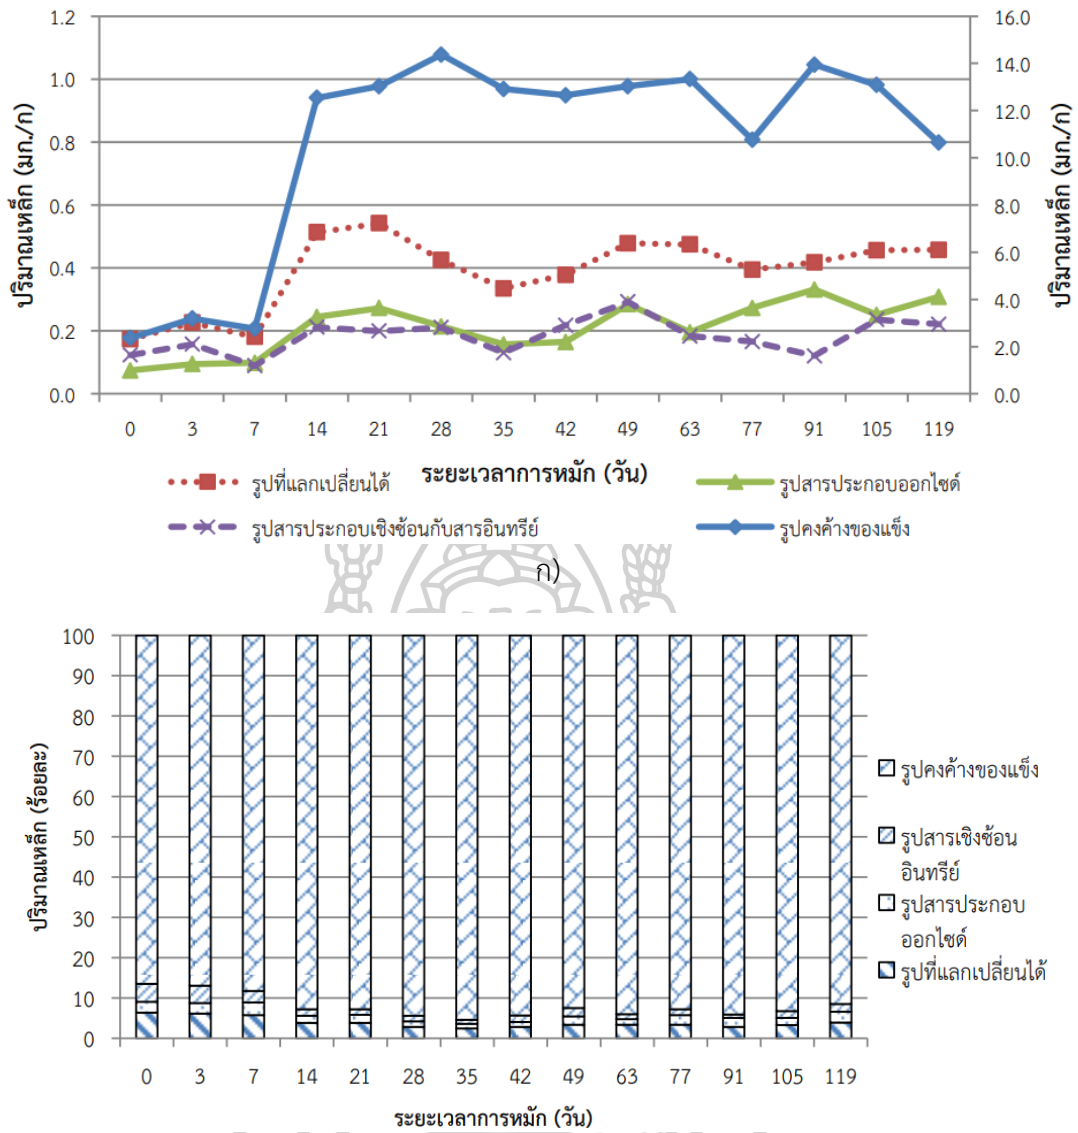 1.2
1.0
0.8
0.6
0.4
0.2
0.0
16.0
14.0
12.0
10.0
8.0
6.0
4.0
2.0
0.0
ปริมาณเหล็ก (มก./ก)
ปริมาณเหล็ก (มก./ก)
0 3 7 14 21 28 35 42 49 63 77 91 105 119
ระยะเวลาการหมัก (วัน)
รูปที่แลกเปลี่ยนได้
รูปสารประกอบออกไซด์
รูปสารประกอบเชิงซ้อนกับสารอินทรีย์
รูปคงค้างของแข็ง
ก)
100
90
80
70
60
50
40
30
20
10
0
ปริมาณเหล็ก (ร้อยละ)
0 3 7 14 21 28 35 42 49 63 77 91 105 119
ระยะเวลาการหมัก (วัน)
รูปคงค้างของแข็ง
รูปสารเชิงซ้อน
อินทรีย์
รูปสารประกอบ
ออกไซด์
รูปที่แลกเปลี่ยนได้